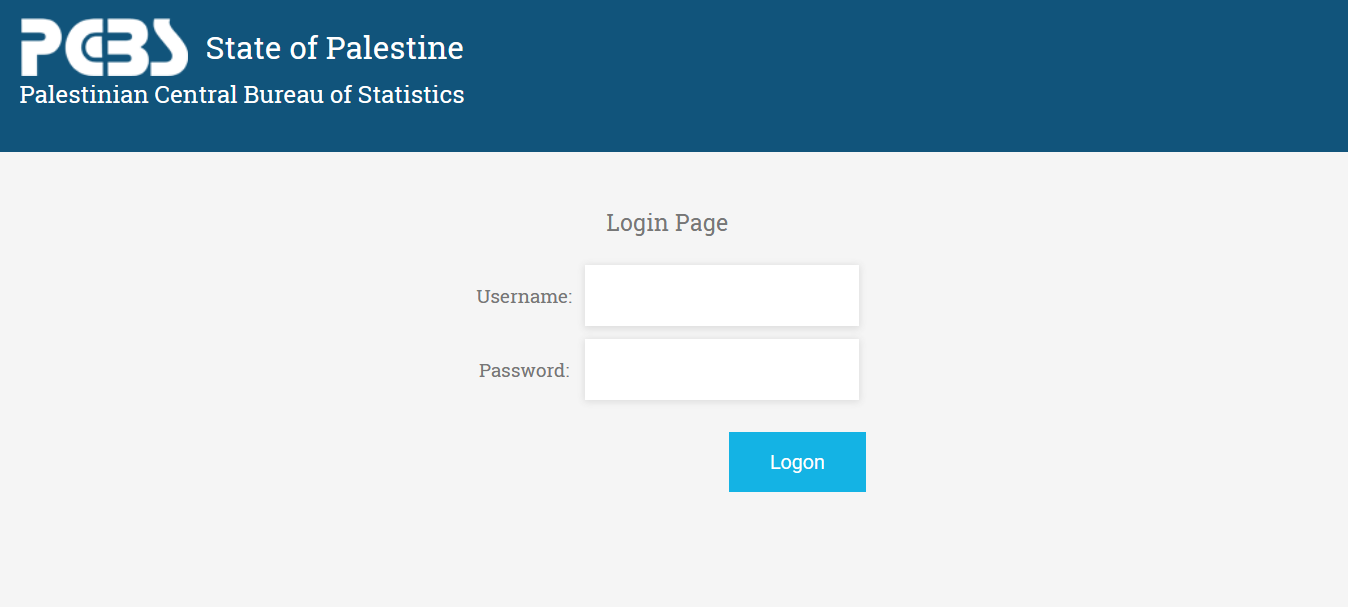 PCBS State of Palestine
Palestinian Central Bureau of Statistics
Login Page
Username:
Password:
Logon